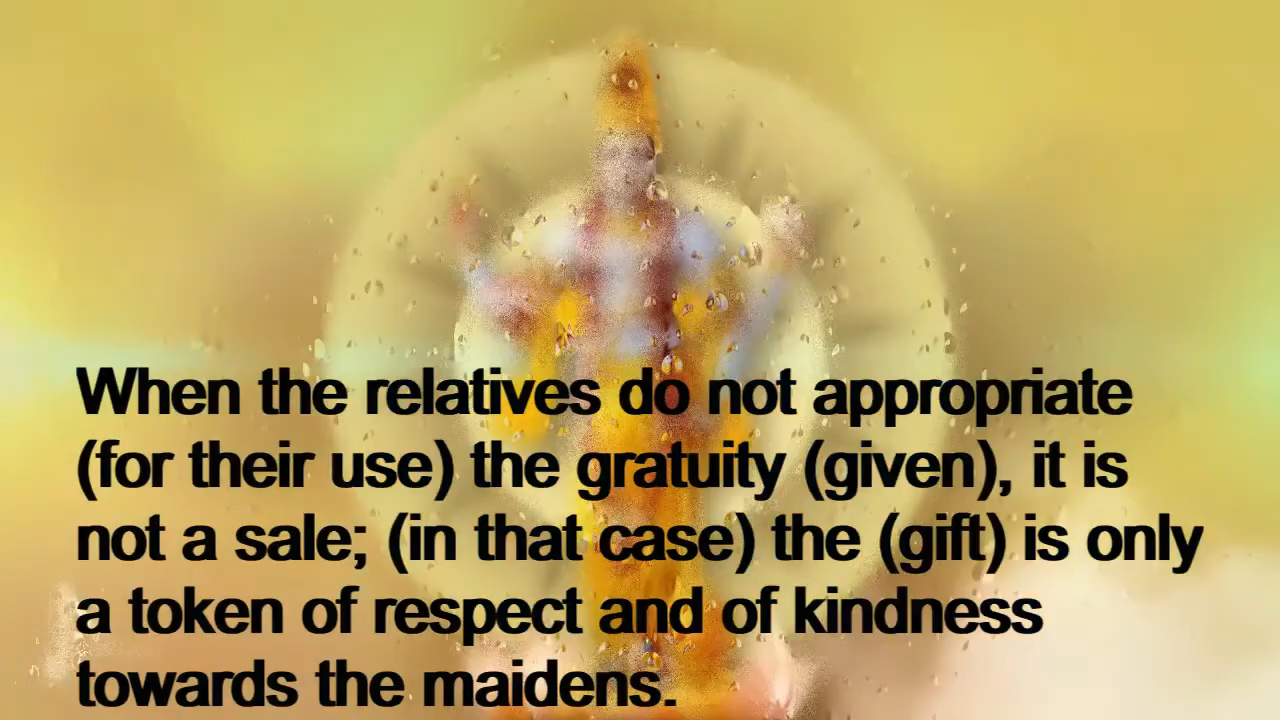 When the relatives do not appropriate
(for their use) the gratuity (given), it is
not a sale; (in that case) the (gift) is only
a token of respect and of kindness
towards the maidens.